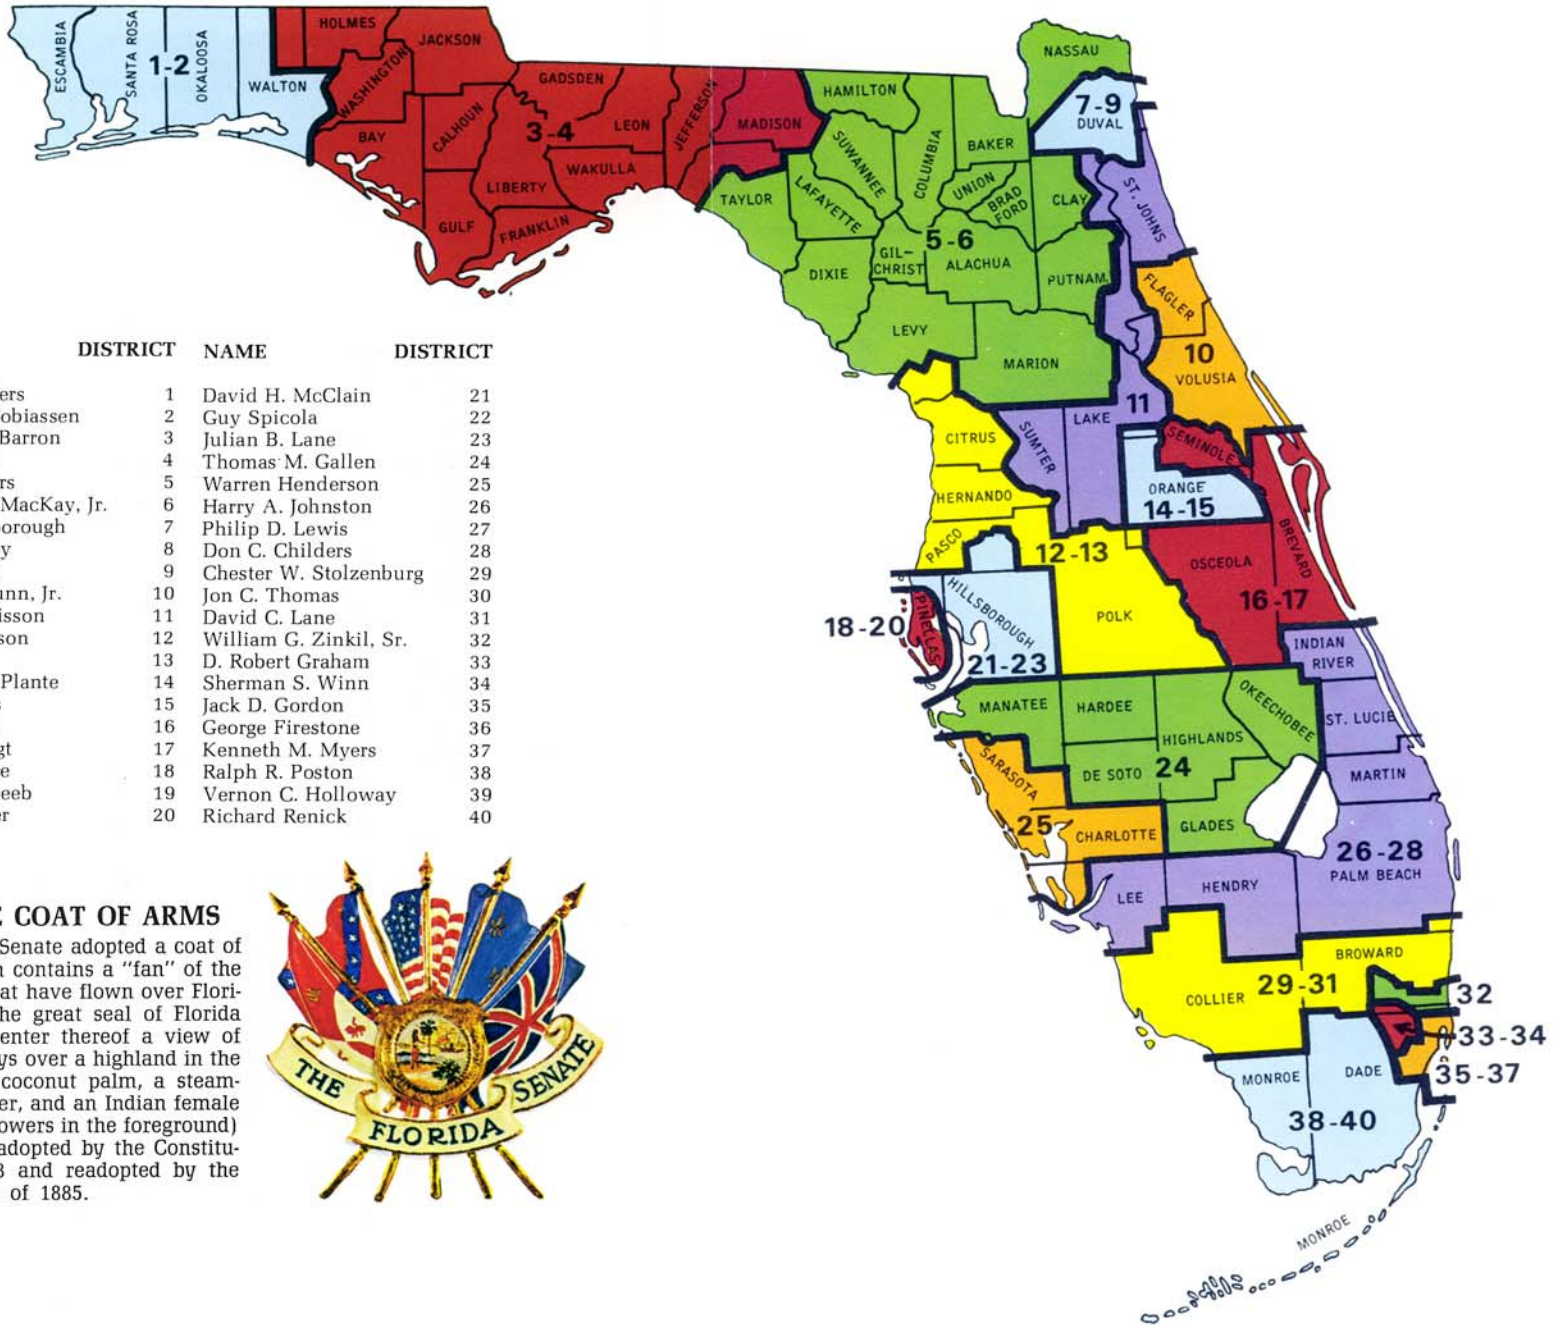 DISTRICT NAME DISTRICT
ers 1 David H. McClain 21
obiassen 2 Guy Spicola 22
Barron 3 Julian B. Lane 23
4 Thomas M. Gallen 24
rs 5 Warren Henderson 25
MacKay, Jr. 6 Harry A. Johnston 26
orough 7 Philip D. Lewis 27
y 8 Don C. Childers 28
9 Chester W. Stolzenburg 29
unn, Jr. 10 Jon C. Thomas 30
isson 11 David C. Lane 31
son 12 William G. Zinkil, Sr. 32
13 D. Robert Graham 33
Plante 14 Sherman S. Winn 34
s 15 Jack D. Gordon 35
16 George Firestone 36
gt 17 Kenneth M. Myers 37
e 18 Ralph R. Poston 38
eeb 19 Vernon C. Holloway 39
er 20 Richard Renick 40
E COAT OF ARMS
Senate adopted a coat of
n contains a “fan” of the
at have flown over Flori-
he great seal of Florida
enter thereof a view of
ys over a highland in the
coconut palm, a steam-
er, and an Indian female
owers in the foreground)
adopted by the Constitu-
8 and readopted by the
of 1885.
THE
FLORIDA
SENATE
ESCAMBIA
SANTA ROSA
1-2
OKALOOSA
WALTON
HOLMES
JACKSON
WASHINGTON
BAY
CALHOUN
GADSDEN
3-4
LEON
JEFFERSON
MADISON
WAKULLA
LIBERTY
GULF
FRANKLIN
NASSAU
7-9
DUVAL
HAMILTON
SUWANNEE
COLUMBIA
BAKER
UNION
BRAD
FORD
CLAY
ST. JOHNS
TAYLOR
LAFAYETTE
5-6
DIXIE
GIL-
CHRIST
ALACHUA
PUTNAM
FLAGLER
LEVY
MARION
10
VOLUSIA
11
LAKE
SUMTER
CITRUS
SEMINOLE
HERNANDO
ORANGE
14-15
PASCO
12-13
BREVARD
OSCEOLA
16-17
HILLSBOROUGH
PINELLAS
18-20
21-23
POLK
INDIAN
RIVER
MANATEE
HARDEE
OKEECHOBEE
ST. LUCIE
HIGHLANDS
SARASOTA
DE SOTO
24
MARTIN
25
CHARLOTTE
GLADES
26-28
PALM BEACH
LEE
HENDRY
BROWARD
COLLIER
29-31
32
33-34
35-37
MONROE
DADE
38-40
MONROE